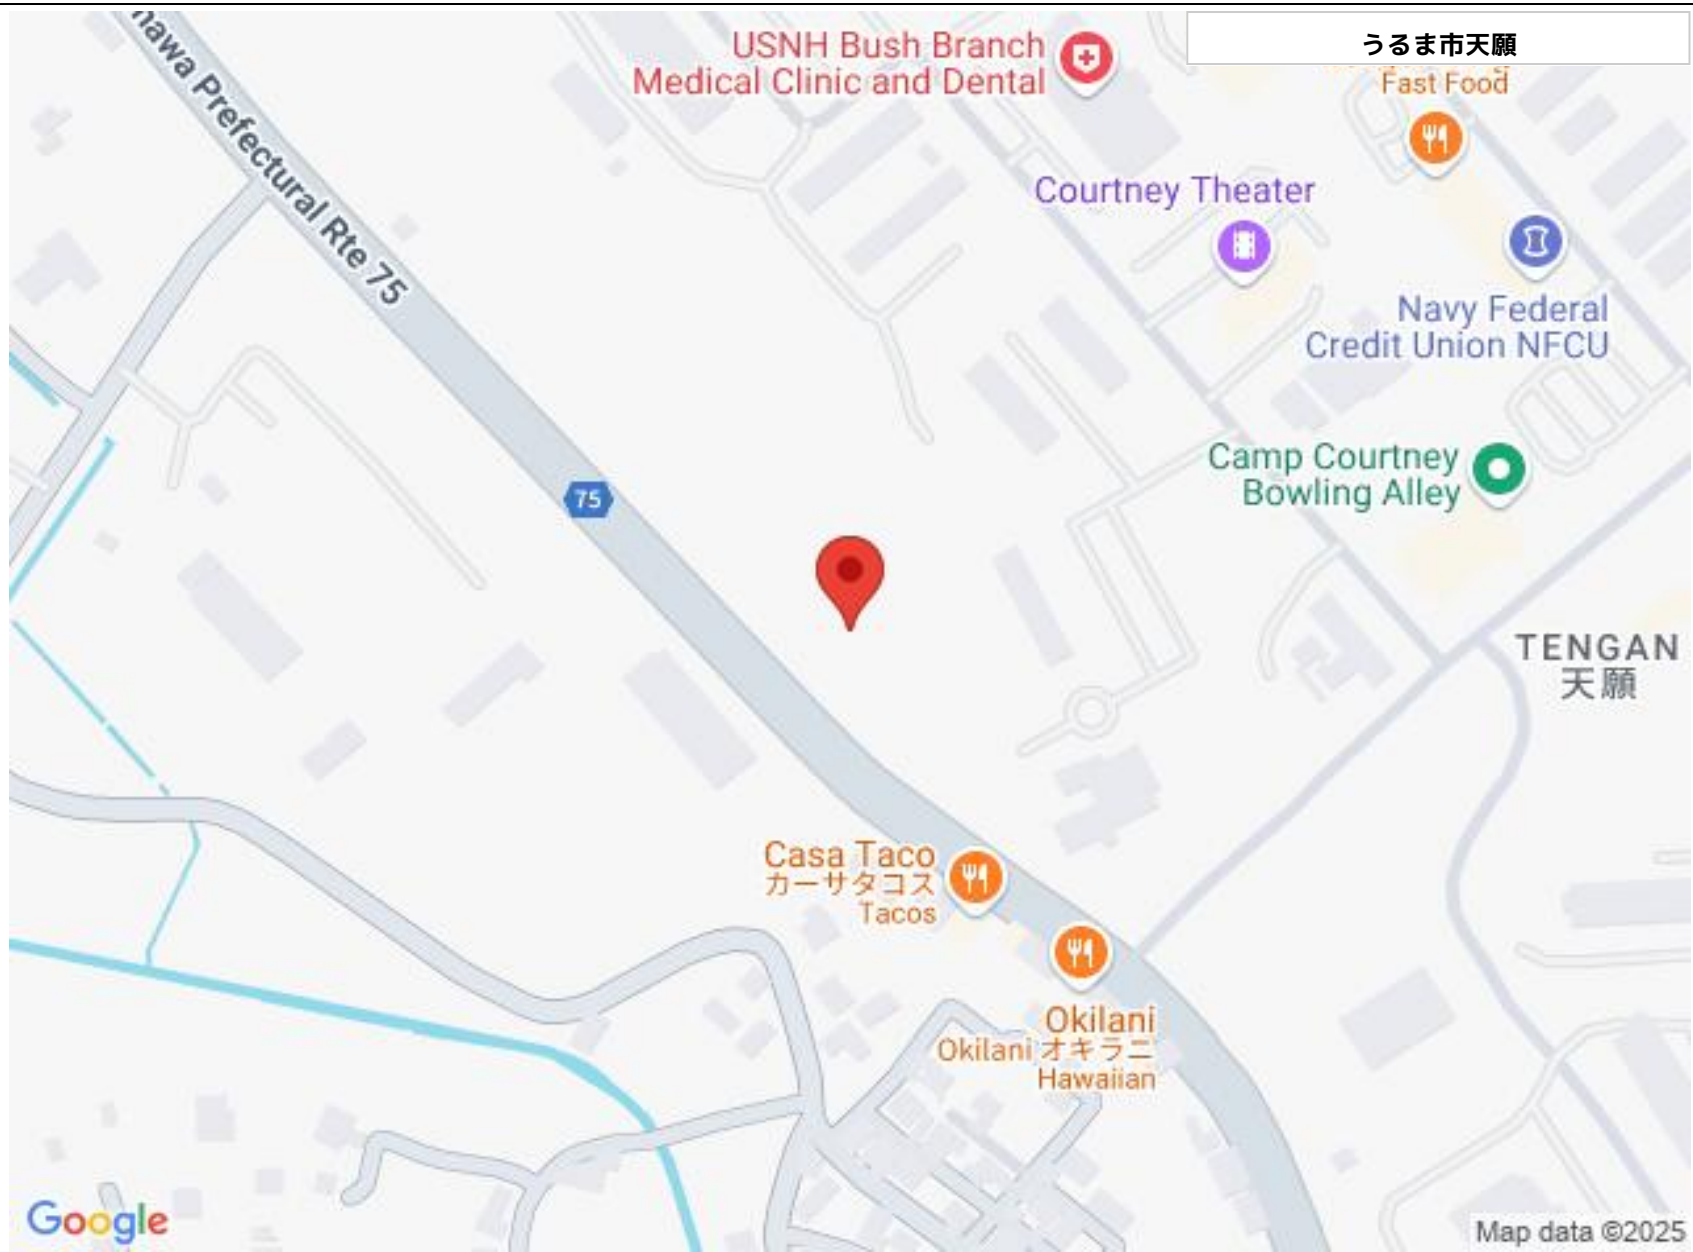 うるま市天願
USNH Bush Branch
Medical Clinic and Dental
Fast Food
nawa Prefectural Rte 75
Courtney Theater
Navy Federal
Credit Union NFCU
Camp Courtney
Bowling Alley
75
TENGAN
天願
Casa Taco
カーサタコス
Tacos
Okilani
Okilani オキラニ
Hawaiian
Google
Map data ©2025